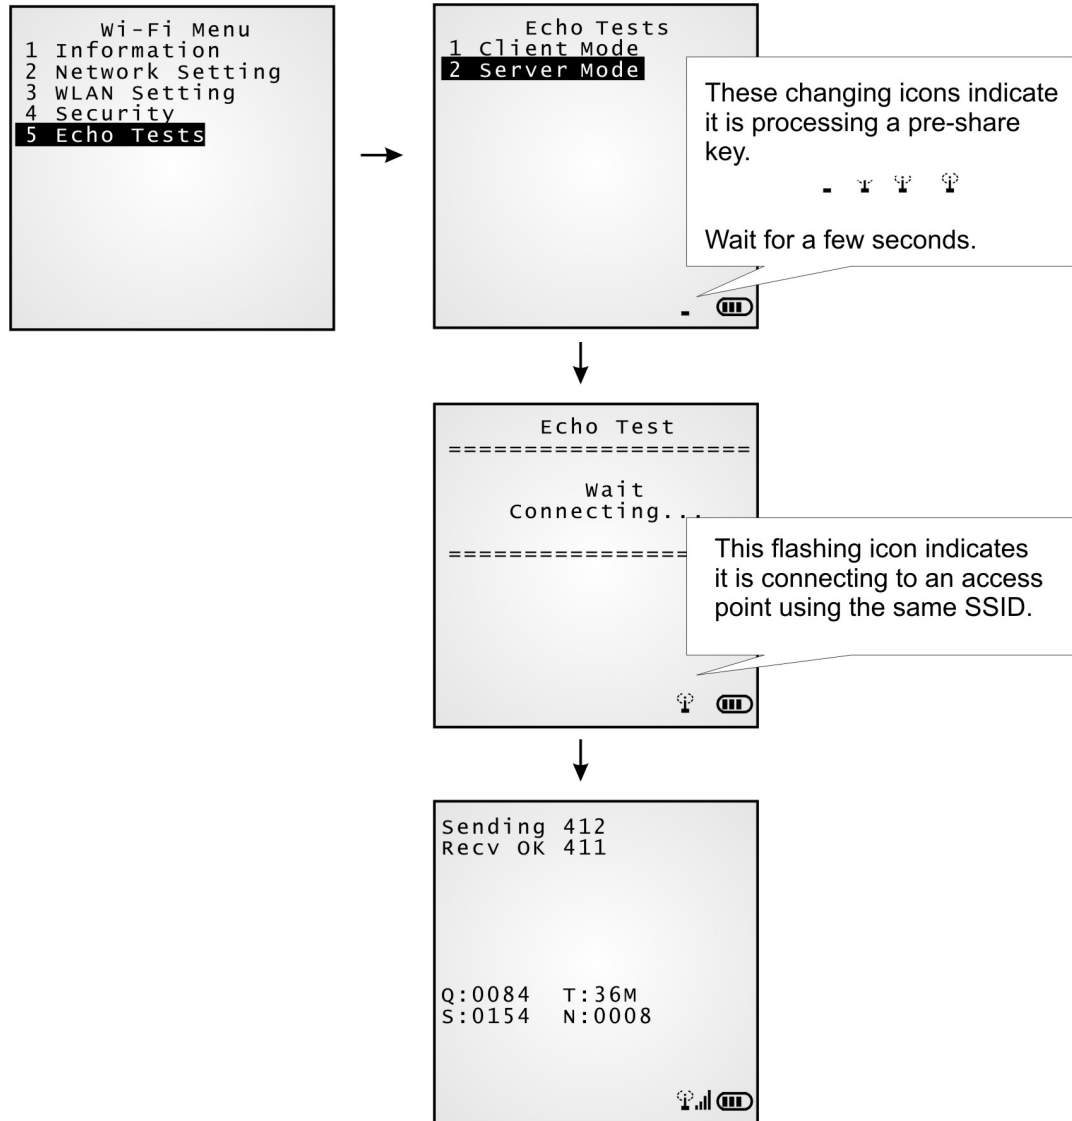 Wi-Fi Menu
1 Information
2 Network Setting
3 WLAN Setting
4 Security
5 Echo Tests
Echo Tests
1 Client Mode
2 Server Mode
These changing icons indicate
it is processing a pre-share
key.
Wait for a few seconds.
Echo Test
====================
Wait
Connecting...
================
This flashing icon indicates
it is connecting to an access
point using the same SSID.
Sending 412
Recv OK 411
Q:0084 T:36M
S:0154 N:0008